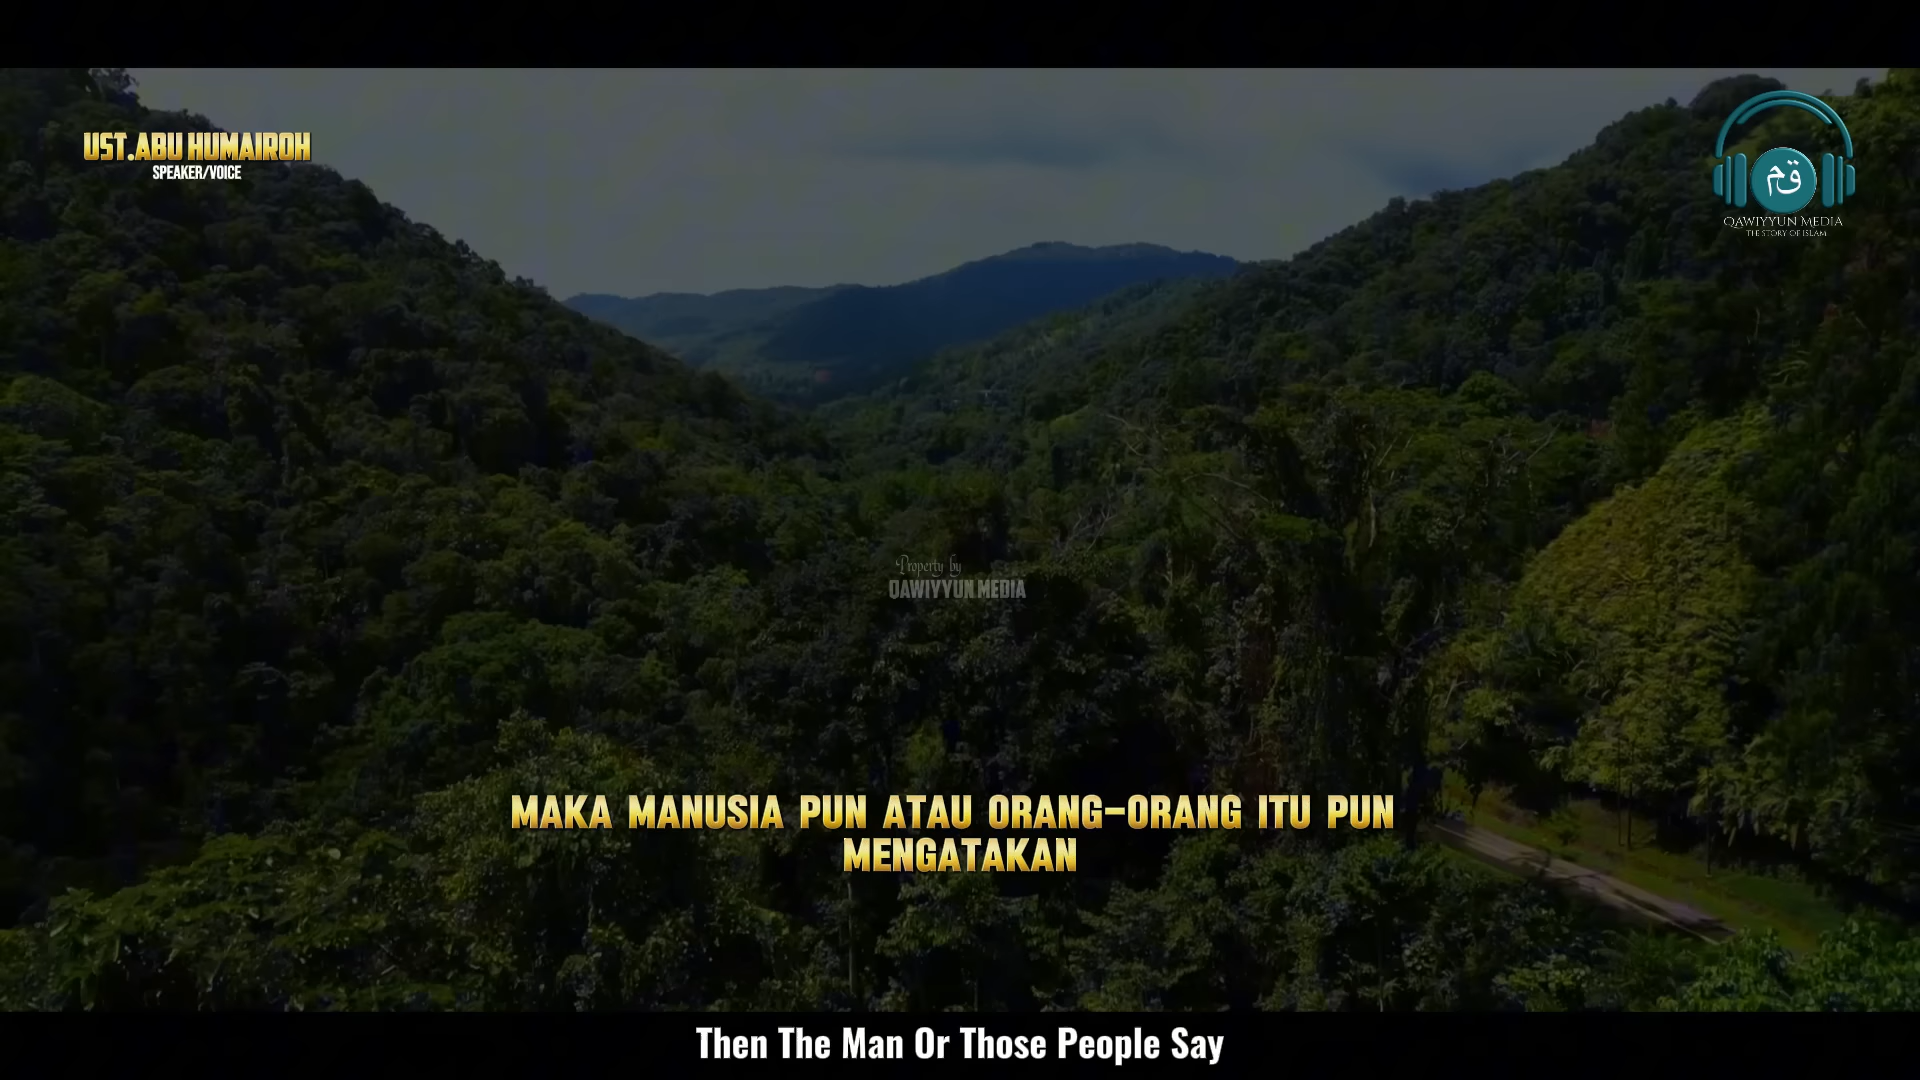 UST.ABU HUMAIROH
SPEAKER/VOICE
قم
QAWIYYUN MEDIA
THE STORY OF ISLAM
Property by
QAWIYYUN MEDIA
MAKA MANUSIA PUN ATAU ORANG-ORANG ITU PUN
MENGATAKAN
Then The Man Or Those People Say